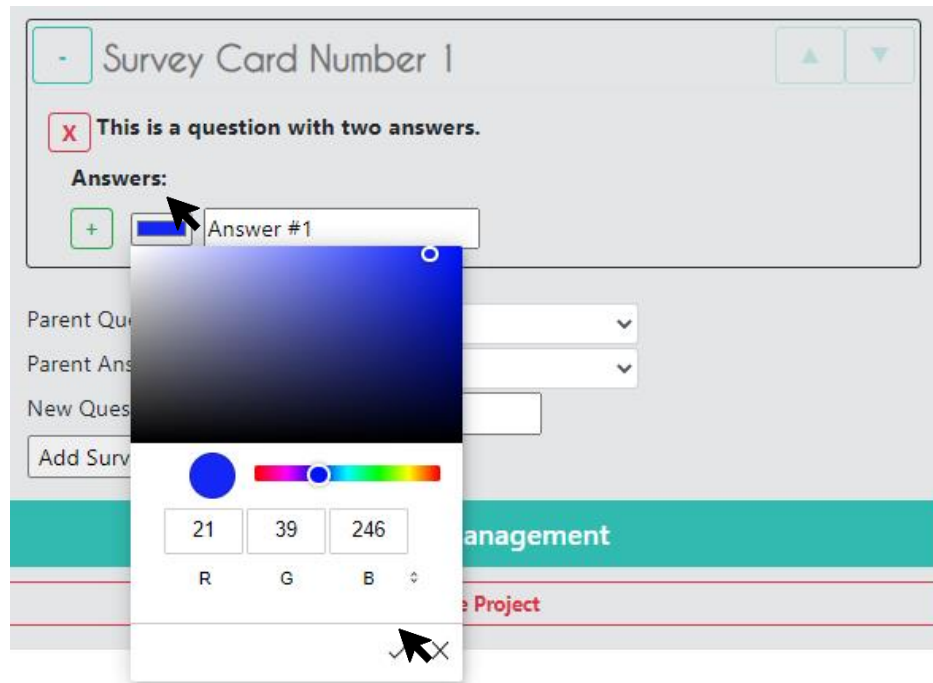 -
Survey Card Number 1
▲ ▼
X This is a question with two answers.
Answers:
+ Answer #1
Parent Que
Parent Ans
New Ques
Add Surv
21 39 246
R G B
anagement
e Project